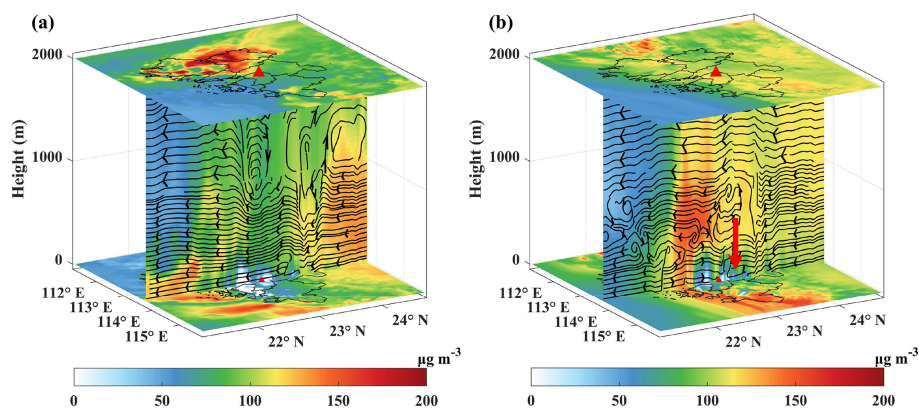 (a)
2000
1000
0
Height (m)
112° E
113° E
114° E
115° E
22° N
23° N
24° N
µg m-3
0
50
100
150
200
(b)
2000
1000
0
Height (m)
112° E
113° E
114° E
115° E
22° N
23° N
24° N
µg m-3
0
50
100
150
200